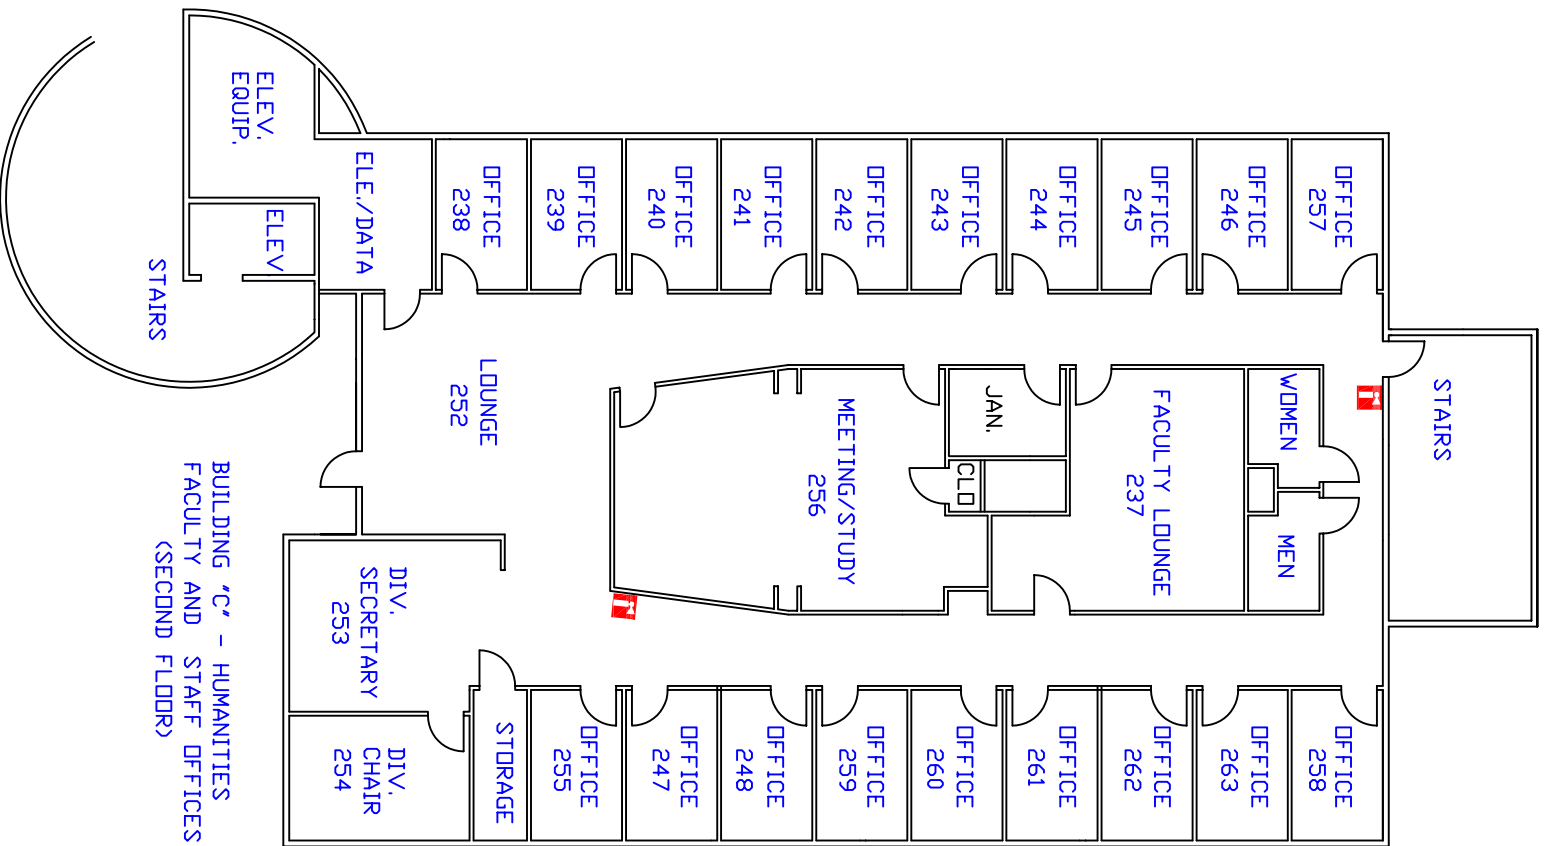 STAIRS
OFFICE
257
WOMEN
MEN
OFFICE
258
OFFICE
246
OFFICE
263
FACULTY LOUNGE
237
OFFICE
245
OFFICE
262
OFFICE
244
JAN.
OFFICE
261
OFFICE
243
CLO
OFFICE
260
OFFICE
242
MEETING/STUDY
256
OFFICE
259
OFFICE
241
OFFICE
248
OFFICE
240
OFFICE
247
OFFICE
239
OFFICE
255
OFFICE
238
LOUNGE
252
STORAGE
ELE./DATA
DIV.
SECRETARY
253
DIV.
CHAIR
254
ELEV.
EQUIP.
ELEV
STAIRS
BUILDING "C" - HUMANITIES
FACULTY AND STAFF OFFICES
(SECOND FLOOR)